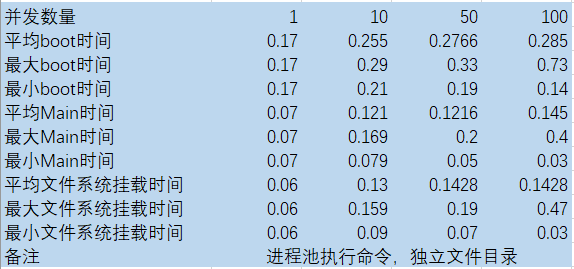 并发数量 1 10 50 100
平均boot时间 0.17 0.255 0.2766 0.285
最大boot时间 0.17 0.29 0.33 0.73
最小boot时间 0.17 0.21 0.19 0.14
平均Main时间 0.07 0.121 0.1216 0.145
最大Main时间 0.07 0.169 0.2 0.4
最小Main时间 0.07 0.079 0.05 0.03
平均文件系统挂载时间 0.06 0.13 0.1428 0.1428
最大文件系统挂载时间 0.06 0.159 0.19 0.47
最小文件系统挂载时间 0.06 0.09 0.07 0.03
备注 进程池执行命令，独立文件目录